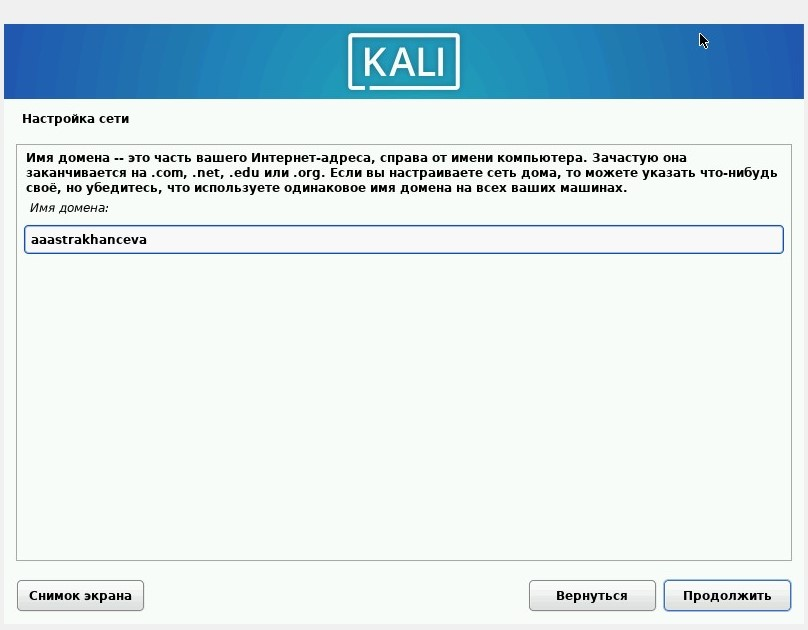 KALI
Настройка сети
Имя домена -- это часть вашего Интернет-адреса, справа от имени компьютера. Зачастую она
заканчивается на .com, .net, .edu или .org. Если вы настраиваете сеть дома, то можете указать что-нибудь
своё, но убедитесь, что используете одинаковое имя домена на всех ваших машинах.
Имя домена:
aaastrakhanceva
Снимок экрана
Вернуться
Продолжить